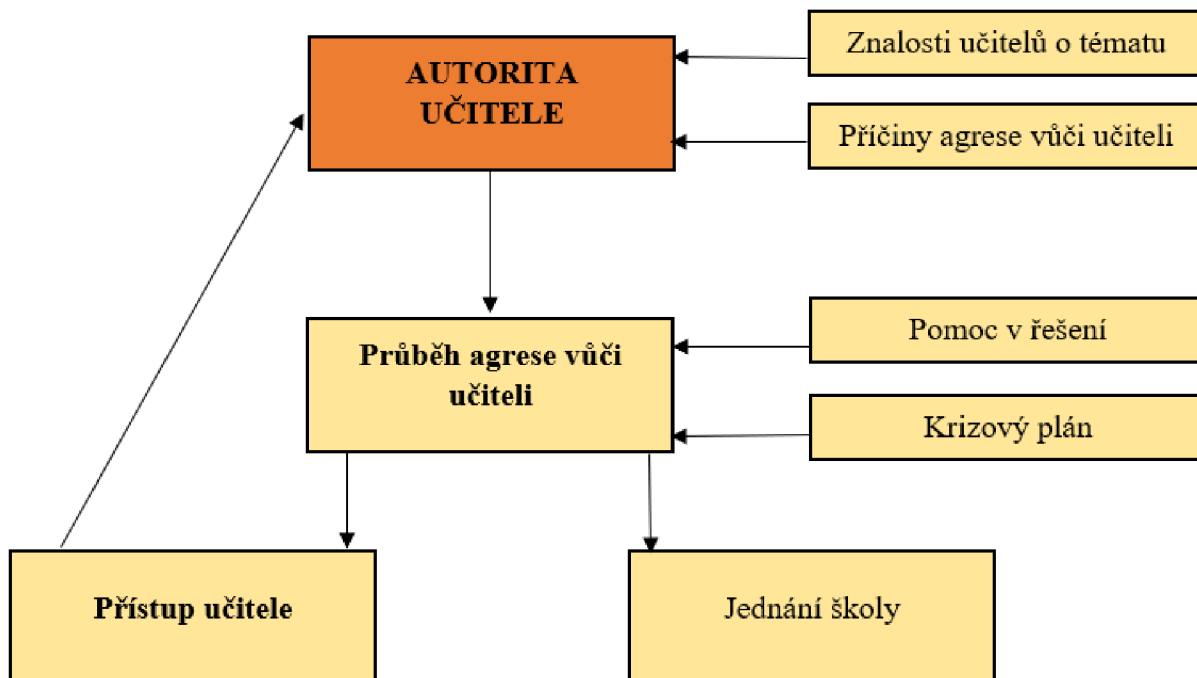 AUTORITA
UČITELE
Znalosti učitelů o tématu
Příčiny agrese vůči učiteli
Průběh agrese vůči
učiteli
Pomoc v řešení
Krizový plán
Přístup učitele
Jednání školy